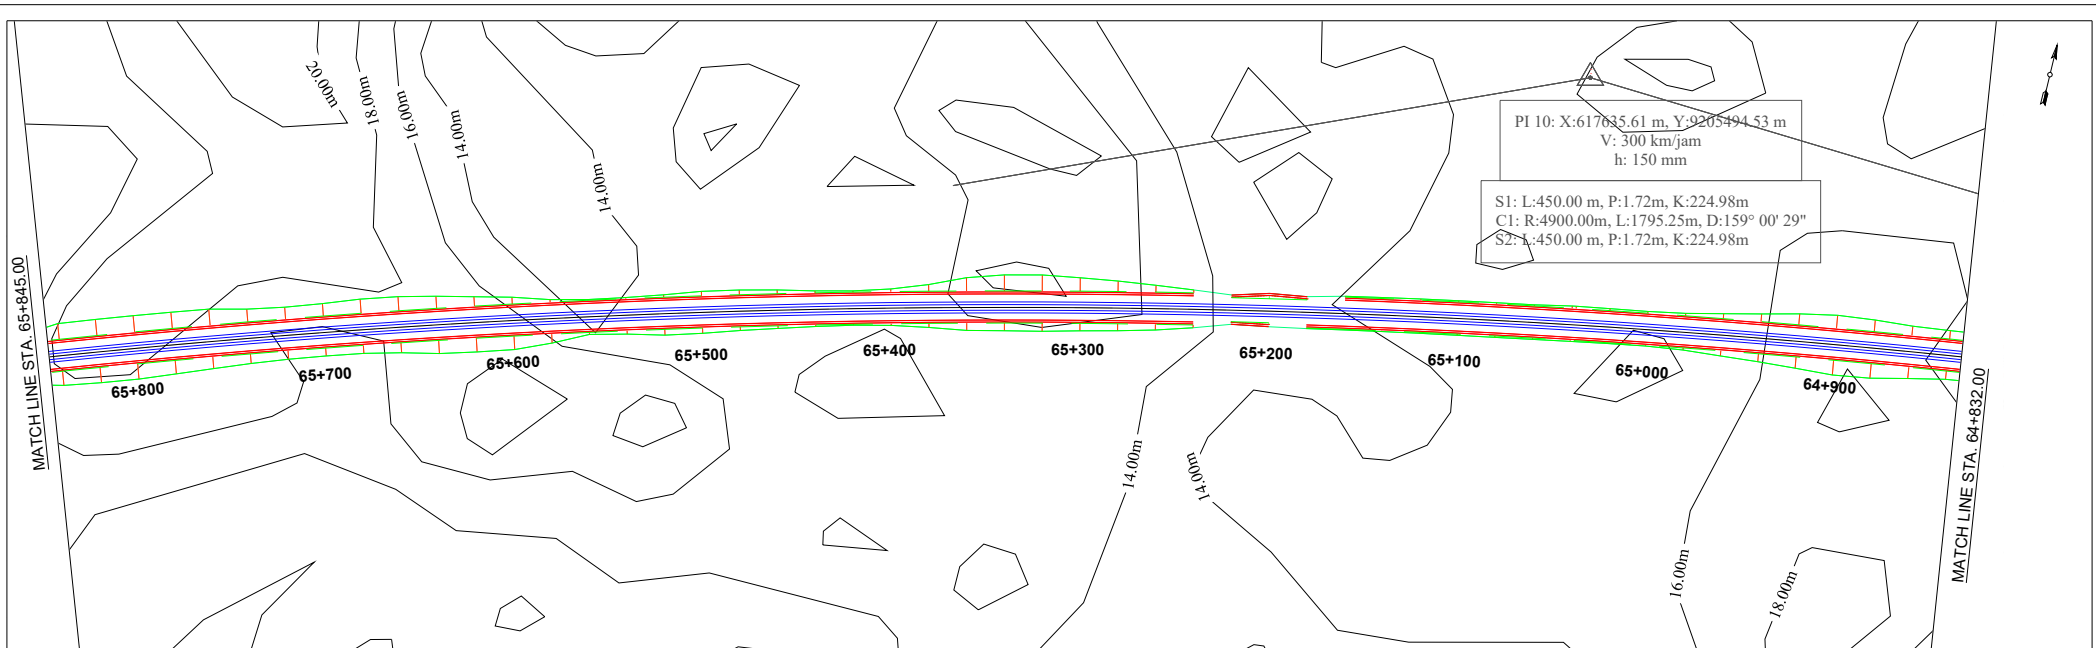 20.00m
18.00m
16.00m
14.00m
14.00m
PI 10: X:617635.61 m, Y:9205494.53 m
V: 300 km/jam
h: 150 mm
S1: L:450.00 m, P:1.72m, K:224.98m
C1: R:4900.00m, L:1795.25m, D:159° 00' 29"
S2: L:450.00 m, P:1.72m, K:224.98m
MATCH LINE STA. 65+845.00
65+800
65+700
65+600
65+500
65+400
65+300
65+200
65+100
65+000
64+900
MATCH LINE STA. 64+832.00
14.00m
14.00m
16.00m
18.00m